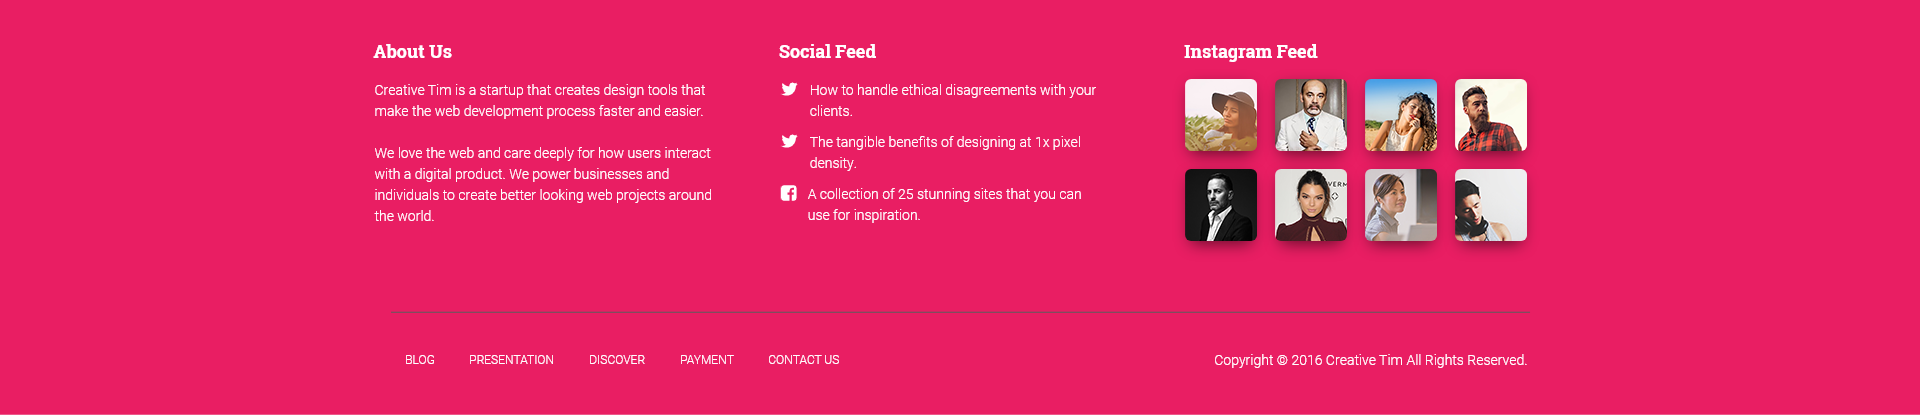 About Us
Creative Tim is a startup that creates design tools that
make the web development process faster and easier.
We love the web and care deeply for how users interact
with a digital product. We power businesses and
individuals to create better looking web projects around
the world.
Social Feed
How to handle ethical disagreements with your
clients.
The tangible benefits of designing at 1x pixel
density.
A collection of 25 stunning sites that you can
use for inspiration.
Instagram Feed
VERM
BLOG
PRESENTATION
DISCOVER
PAYMENT
CONTACT US
Copyright © 2016 Creative Tim All Rights Reserved.